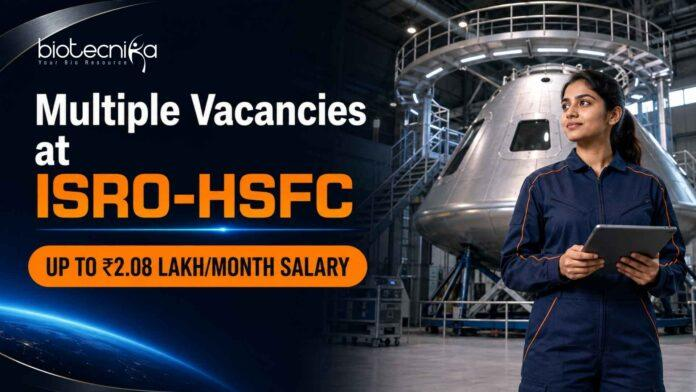 biotecnika
Your Bio Resource
Multiple Vacancies
at
ISRO-HSFC
UP TO ₹2.08 LAKH/MONTH SALARY